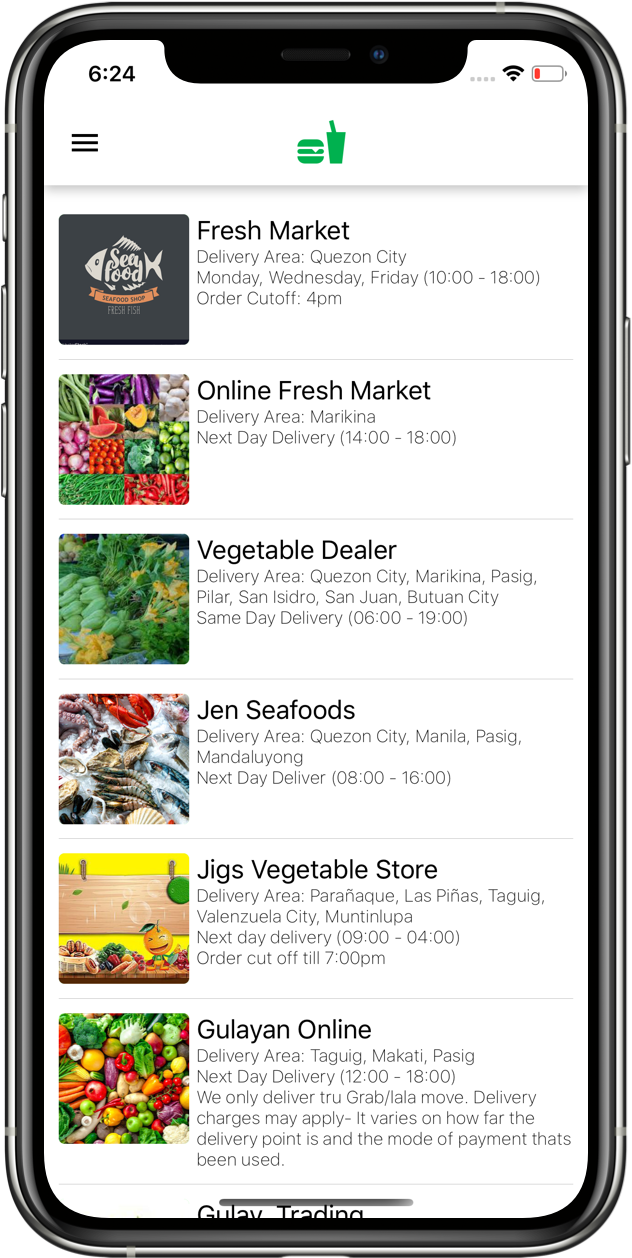 6:24
Sea
food
SEAFOOD SHOP
FRESH FISH
Fresh Market
Delivery Area: Quezon City
Monday, Wednesday, Friday (10:00 - 18:00)
Order Cutoff: 4pm
Online Fresh Market
Delivery Area: Marikina
Next Day Delivery (14:00 - 18:00)
Vegetable Dealer
Delivery Area: Quezon City, Marikina, Pasig,
Pilar, San Isidro, San Juan, Butuan City
Same Day Delivery (06:00 - 19:00)
Jen Seafoods
Delivery Area: Quezon City, Manila, Pasig,
Mandaluyong
Next Day Deliver (08:00 - 16:00)
Jigs Vegetable Store
Delivery Area: Parañaque, Las Piñas, Taguig,
Valenzuela City, Muntinlupa
Next day delivery (09:00 - 04:00)
Order cut off till 7:00pm
Gulayan Online
Delivery Area: Taguig, Makati, Pasig
Next Day Delivery (12:00 - 18:00)
We only deliver tru Grab/lala move. Delivery
charges may apply- It varies on how far the
delivery point is and the mode of payment thats
been used.
Gulay Trading